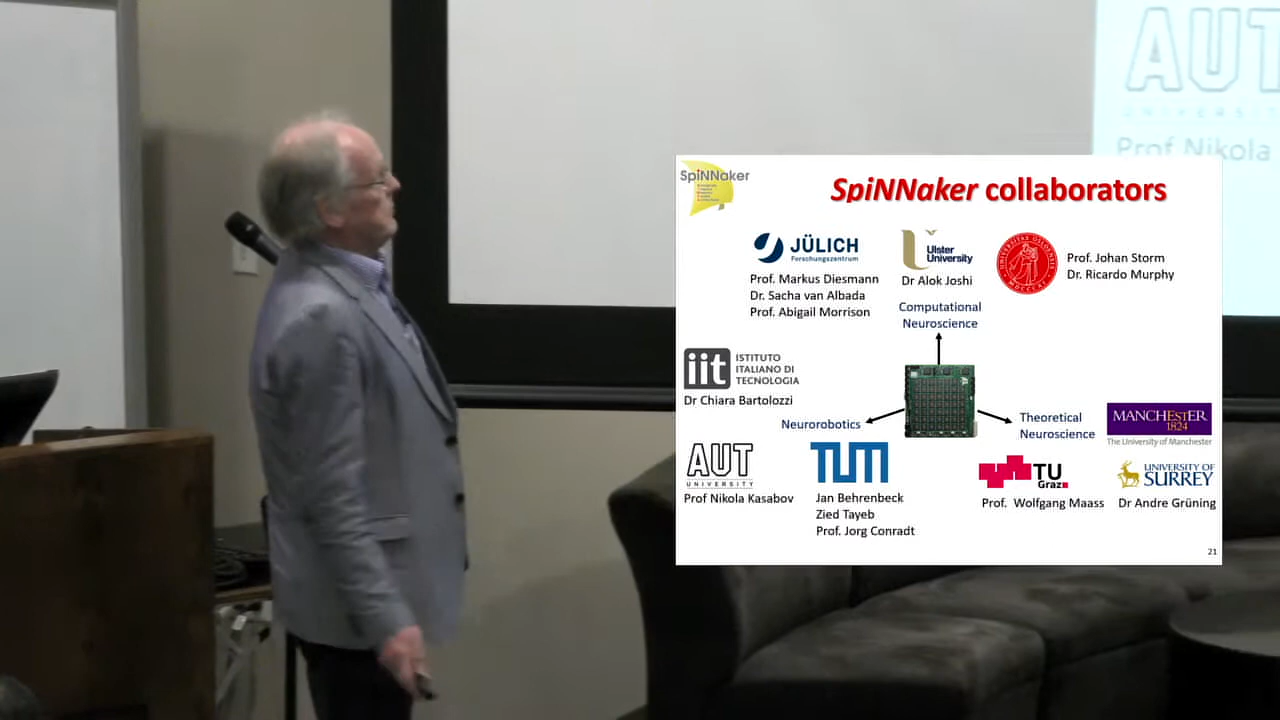 AUT
UNIVERSITY
Prof Nikola
SpiNNaker
SpiNNaker collaborators
JÜLICH
Forschungszentrum
Prof. Markus Diesmann
Dr. Sacha van Albada
Prof. Abigail Morrison
Ulster
University
Dr Alok Joshi
Prof. Johan Storm
Dr. Ricardo Murphy
Computational
Neuroscience
iit ISTITUTO
ITALIANO DI
TECNOLOGIA
Dr Chiara Bartolozzi
Neurorobotics
Theoretical
Neuroscience
MANCHESTER
1824
The University of Manchester
AUT
UNIVERSITY
Prof Nikola Kasabov
TUM
Jan Behrenbeck
Zied Tayeb
Prof. Jorg Conradt
TU
Graz
Prof. Wolfgang Maass
UNIVERSITY OF
SURREY
Dr Andre Grüning
21